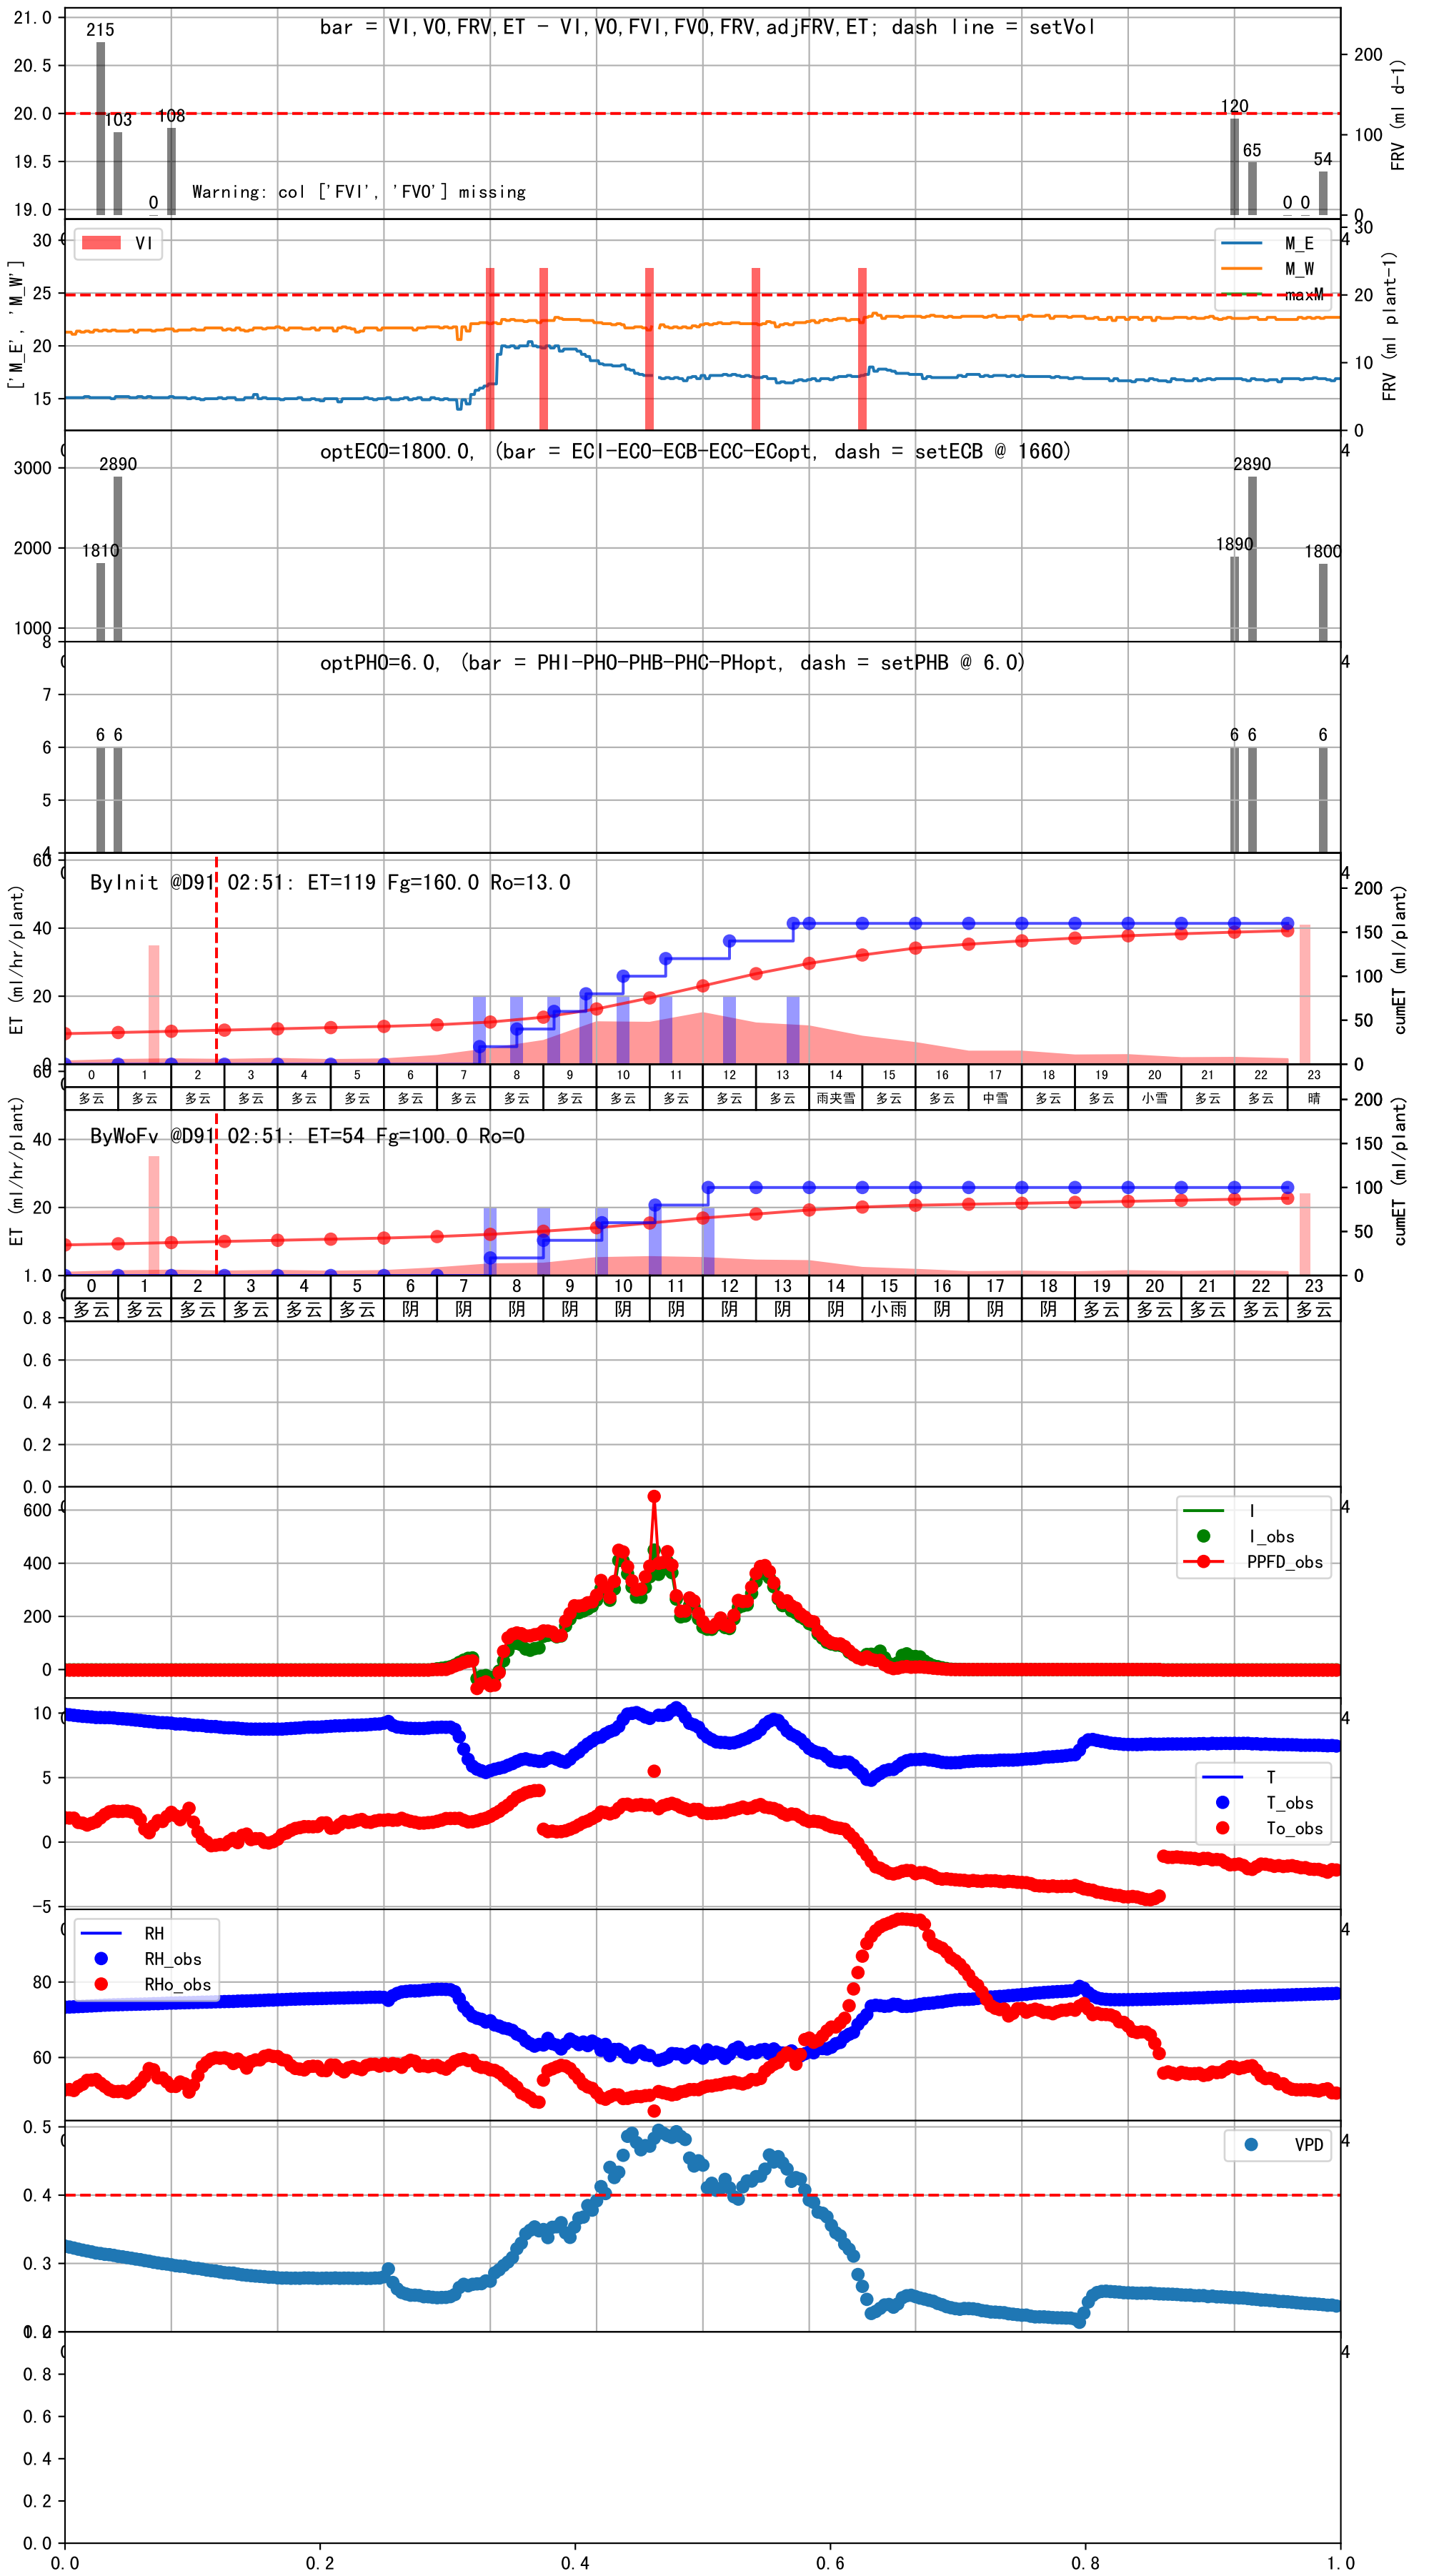 bar = VI,VO,FRV,ET - VI,VO,FVI,FVO,FRV,adjFRV,ET; dash line = setVol
21.0
20.5
20.0
19.5
19.0
215
103
0
108
120
65
0 0
54
Warning: col ['FVI', 'FVO'] missing
200
100
0
FRV (ml d-1)
['M_E', 'M_W']
30
25
20
15
VI
M_E
M_W
maxM
30
20
10
0
FRV (ml plant-1)
4
optECO=1800.0, (bar = ECI-ECO-ECB-ECC-ECopt, dash = setECB @ 1660)
3000
2000
1000
1810
2890
1890
2890
1800
4
optPHO=6.0, (bar = PHI-PHO-PHB-PHC-PHopt, dash = setPHB @ 6.0)
8
7
6
5
4
6 6
6 6
6
4
ByInit @D91 02:51: ET=119 Fg=160.0 Ro=13.0
ET (ml/hr/plant)
60
40
20
0
200
150
100
50
0
cumET (ml/plant)
4
0 1 2 3 4 5 6 7 8 9 10 11 12 13 14 15 16 17 18 19 20 21 22 23
多云 多云 多云 多云 多云 多云 多云 多云 多云 多云 多云 多云 多云 多云 雨夹雪 多云 多云 中雪 多云 多云 小雪 多云 多云 晴
ByWoFv @D91 02:51: ET=54 Fg=100.0 Ro=0
ET (ml/hr/plant)
60
40
20
200
150
100
50
0
cumET (ml/plant)
0 1 2 3 4 5 6 7 8 9 10 11 12 13 14 15 16 17 18 19 20 21 22 23
多云 多云 多云 多云 多云 多云 阴 阴 阴 阴 阴 阴 阴 阴 阴 小雨 阴 阴 阴 多云 多云 多云 多云 多云
1.0
0.8
0.6
0.4
0.2
0.0
600
400
200
0
I
I_obs
PPFD_obs
4
10
5
0
-5
T
T_obs
To_obs
4
80
60
RH
RH_obs
RHo_obs
4
0.5
0.4
0.3
VPD
4
0.8
0.6
0.4
0.2
0.0
4
0.0 0.2 0.4 0.6 0.8 1.0